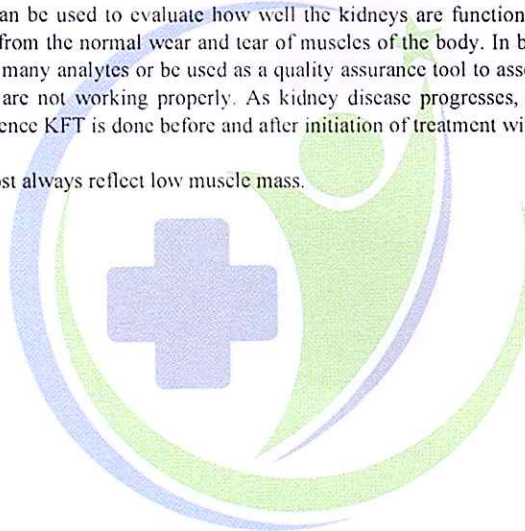 an be used to evaluate how well the kidneys are function
from the normal wear and tear of muscles of the body. In b
many analytes or be used as a quality assurance tool to asse
are not working properly. As kidney disease progresses,
ence KFT is done before and after initiation of treatment wi
ost always reflect low muscle mass.